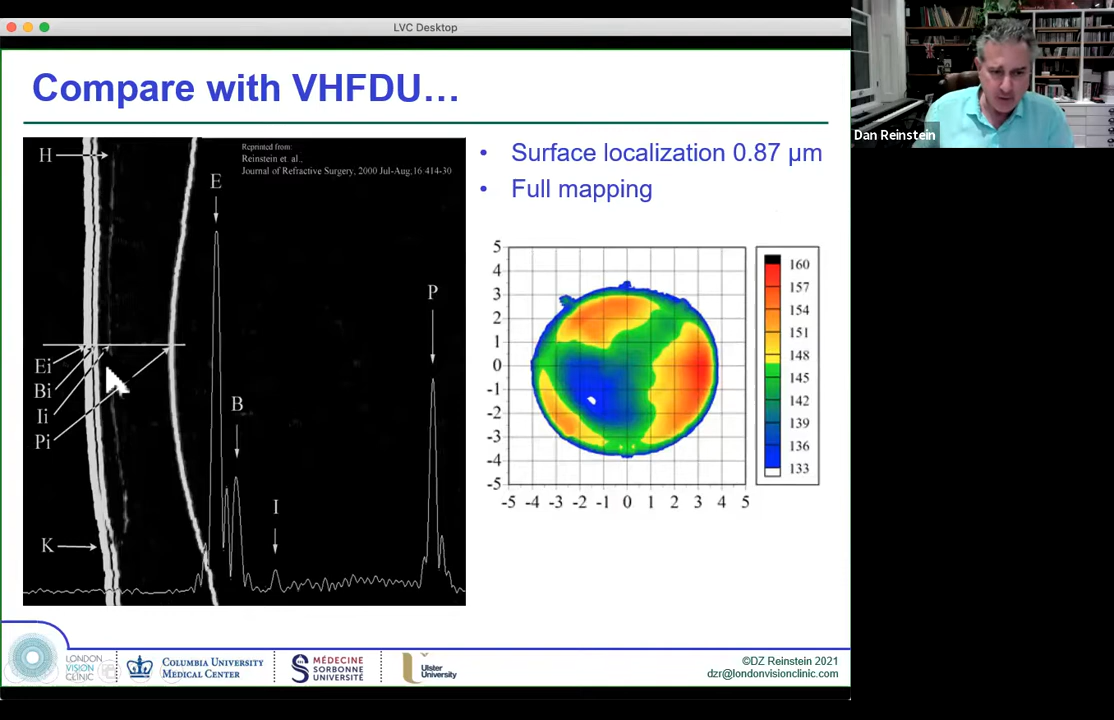 LVC Desktop
Compare with VHFDU…
Dan Reinstein
Reprinted from:
Reinstein et al.,
Journal of Refractive Surgery, 2000 Jul-Aug.16:414-30
H
E
P
Ei
Bi
Ii
Pi
B
I
K
• Surface localization 0.87 µm
• Full mapping
5
4
3
2
1
0
-1
-2
-3
-4
-5
-5 -4 -3 -2 -1 0 1 2 3 4 5
160
157
154
151
148
145
142
139
136
133
LONDON
VISION
CLINIC
COLUMBIA UNIVERSITY
MEDICAL CENTER
MÉDECINE
SORBONNE
UNIVERSITÉ
Ulster
University
©DZ Reinstein 2021
dzr@londonvisionclinic.com